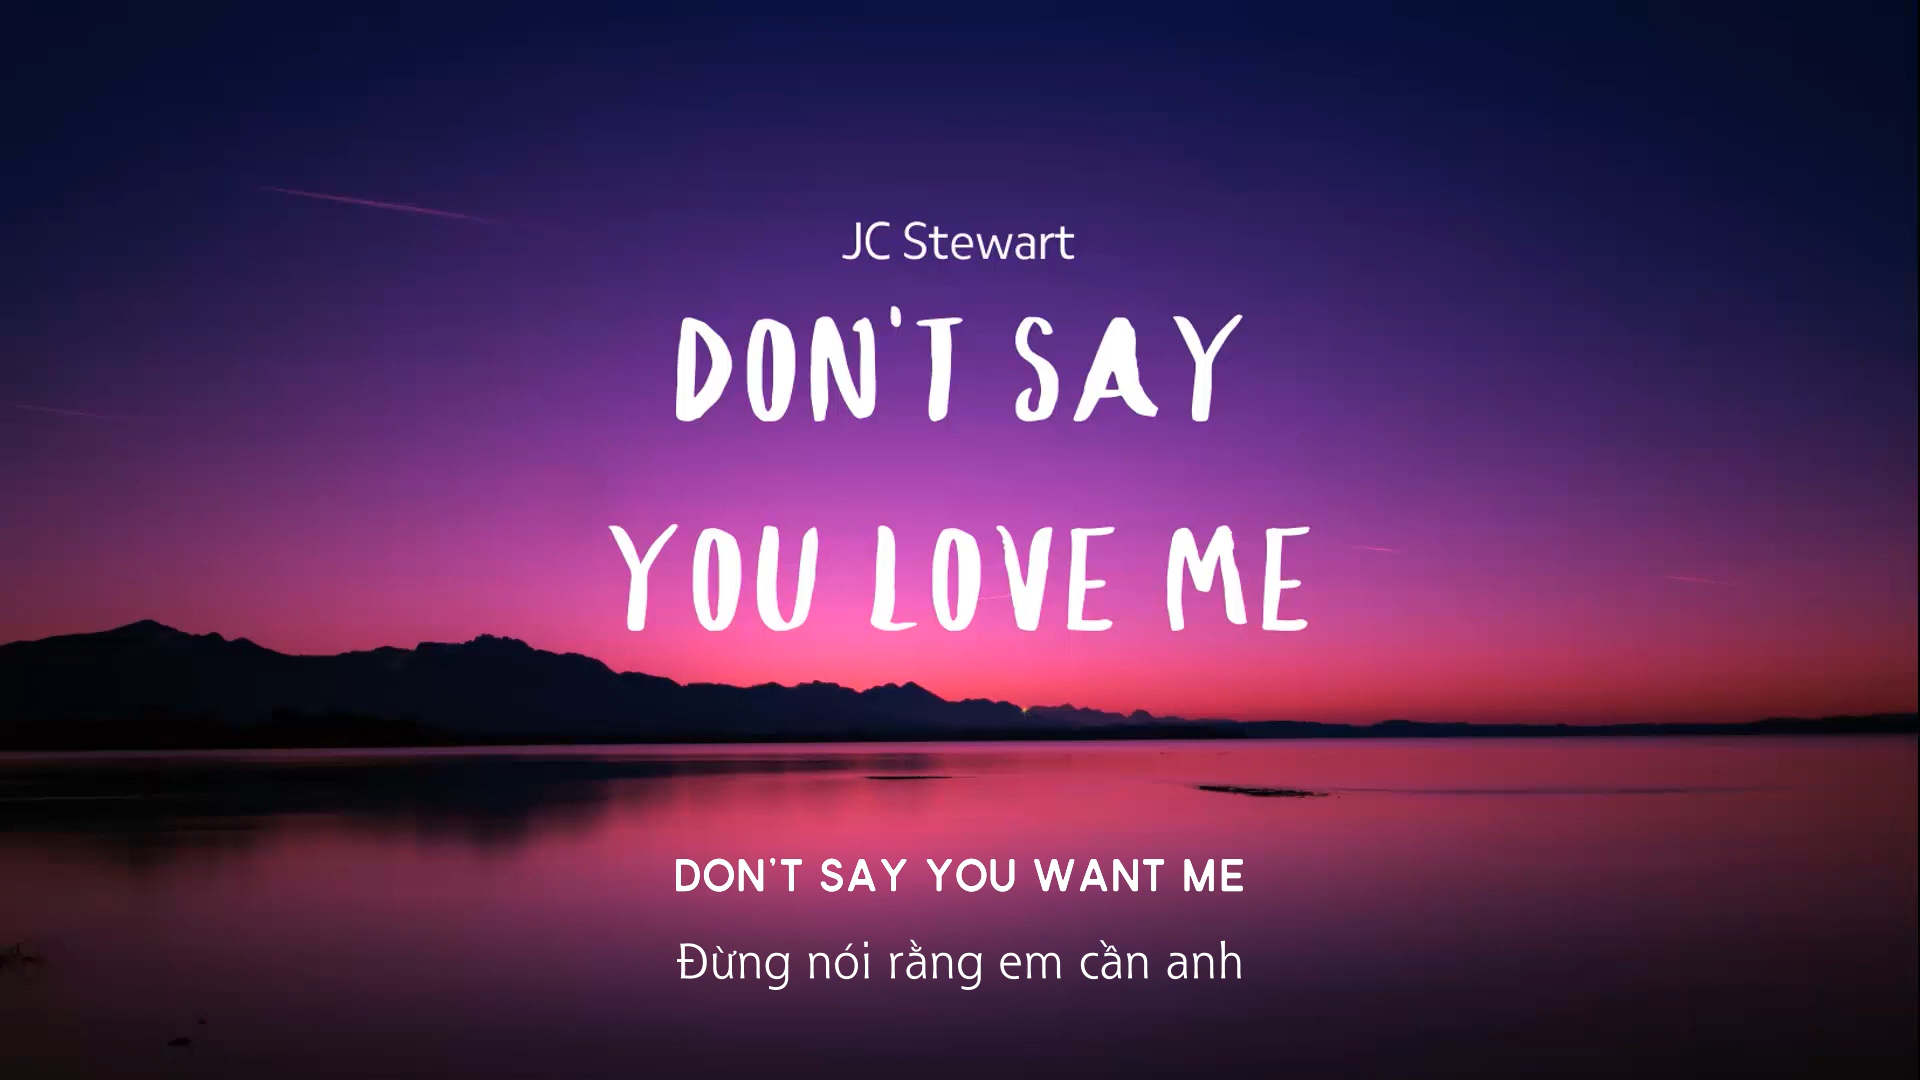 JC Stewart
DON'T SAY
YOU LOVE ME
DON'T SAY YOU WANT ME
Đừng nói rằng em cần anh